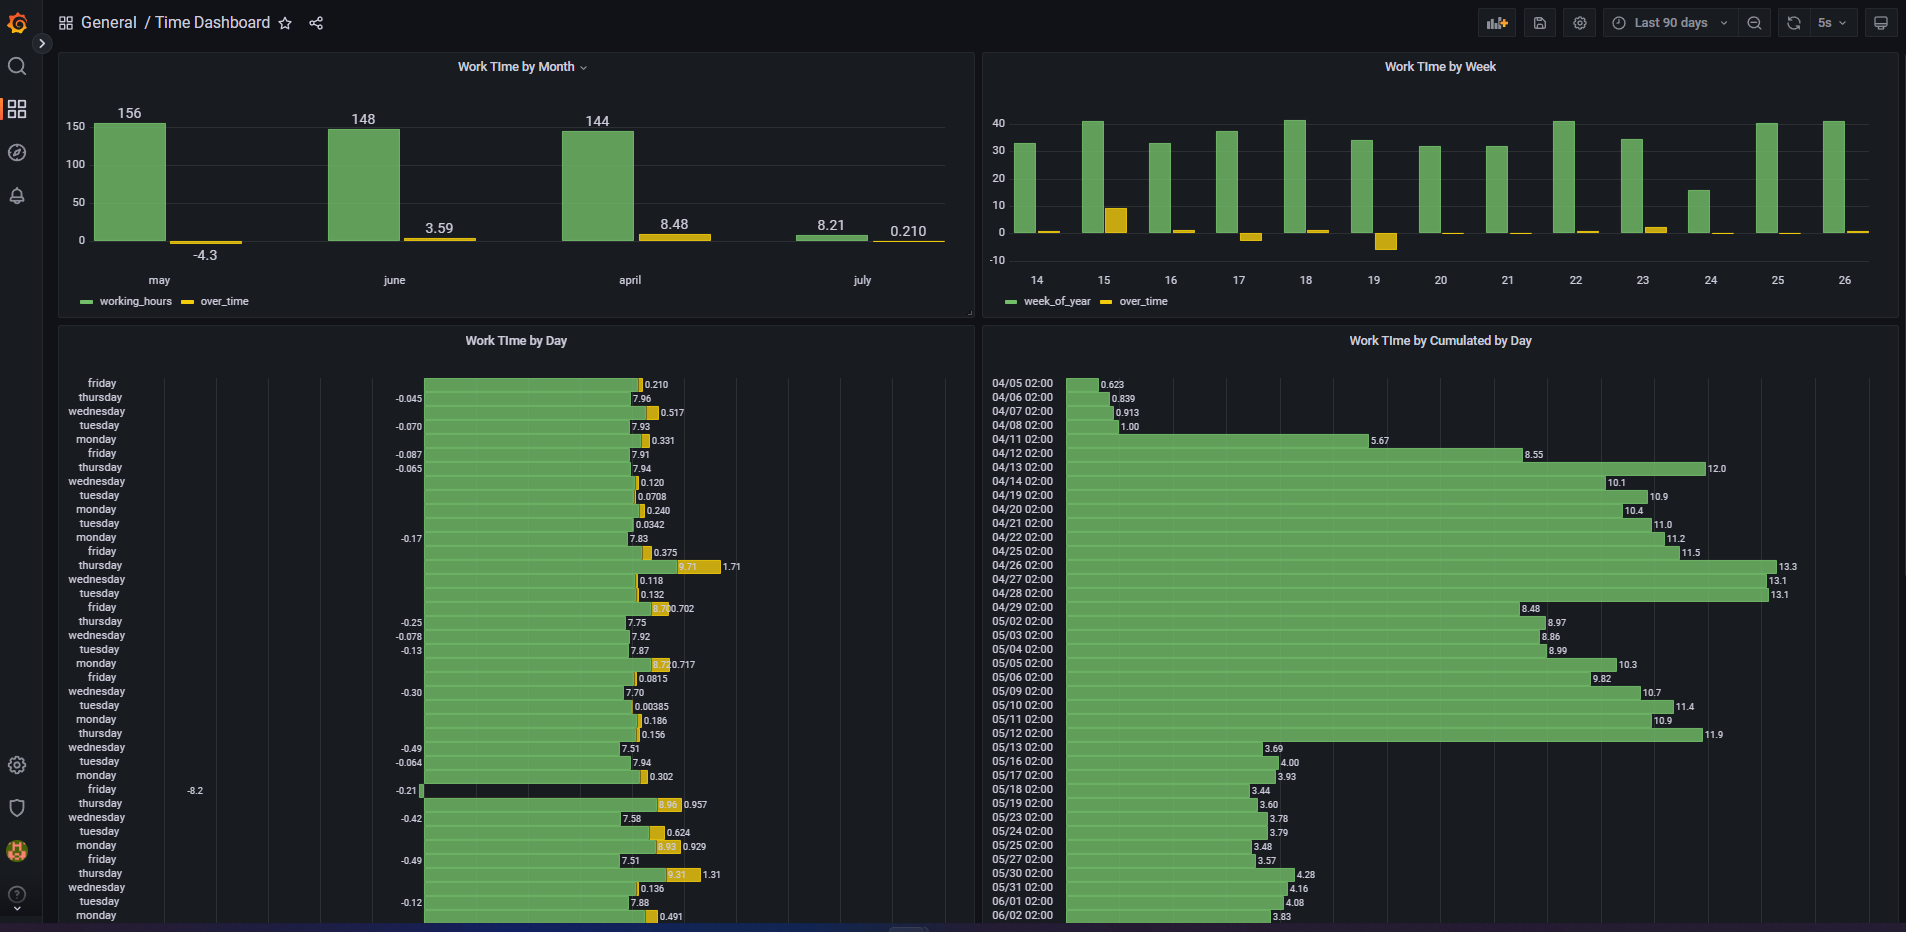 General / Time Dashboard
Last 90 days
5s
Work TIme by Month
156
148
144
8.21
-4.3
3.59
8.48
0.210
150
100
50
0
may june april july
working_hours over_time
Work TIme by Week
40
30
20
10
0
-10
14 15 16 17 18 19 20 21 22 23 24 25 26
week_of_year over_time
Work TIme by Day
friday 0.210
thursday -0.045 7.96
wednesday 0.517
tuesday -0.070 7.93
monday 0.331
friday -0.087 7.91
thursday -0.065 7.94
wednesday 0.120
tuesday 0.0708
monday 0.240
tuesday 0.0342
monday -0.17 7.83
friday 0.375
thursday 9.71 1.71
wednesday 0.118
tuesday 0.132
friday 8.70 0.702
thursday -0.25 7.75
wednesday -0.078 7.92
tuesday -0.13 7.87
monday 8.72 0.717
friday 0.0815
wednesday -0.30 7.70
tuesday 0.00385
monday 0.186
thursday 0.156
wednesday -0.49 7.51
tuesday -0.064 7.94
monday 0.302
friday -8.2 -0.21
thursday 8.96 0.957
wednesday -0.42 7.58
tuesday 0.624
monday 8.93 0.929
friday -0.49 7.51
thursday 9.31 1.31
wednesday 0.136
tuesday -0.12 7.88
monday 0.491
Work TIme by Cumulated by Day
04/05 02:00 0.623
04/06 02:00 0.839
04/07 02:00 0.913
04/08 02:00 1.00
04/11 02:00 5.67
04/12 02:00 8.55
04/13 02:00 12.0
04/14 02:00 10.1
04/19 02:00 10.9
04/20 02:00 10.4
04/21 02:00 11.0
04/22 02:00 11.2
04/25 02:00 11.5
04/26 02:00 13.3
04/27 02:00 13.1
04/28 02:00 13.1
04/29 02:00 8.48
05/02 02:00 8.97
05/03 02:00 8.86
05/04 02:00 8.99
05/05 02:00 10.3
05/06 02:00 9.82
05/09 02:00 10.7
05/10 02:00 11.4
05/11 02:00 10.9
05/12 02:00 11.9
05/13 02:00 3.69
05/16 02:00 4.00
05/17 02:00 3.93
05/18 02:00 3.44
05/19 02:00 3.60
05/23 02:00 3.78
05/24 02:00 3.79
05/25 02:00 3.48
05/27 02:00 3.57
05/30 02:00 4.28
05/31 02:00 4.16
06/01 02:00 4.08
06/02 02:00 3.83